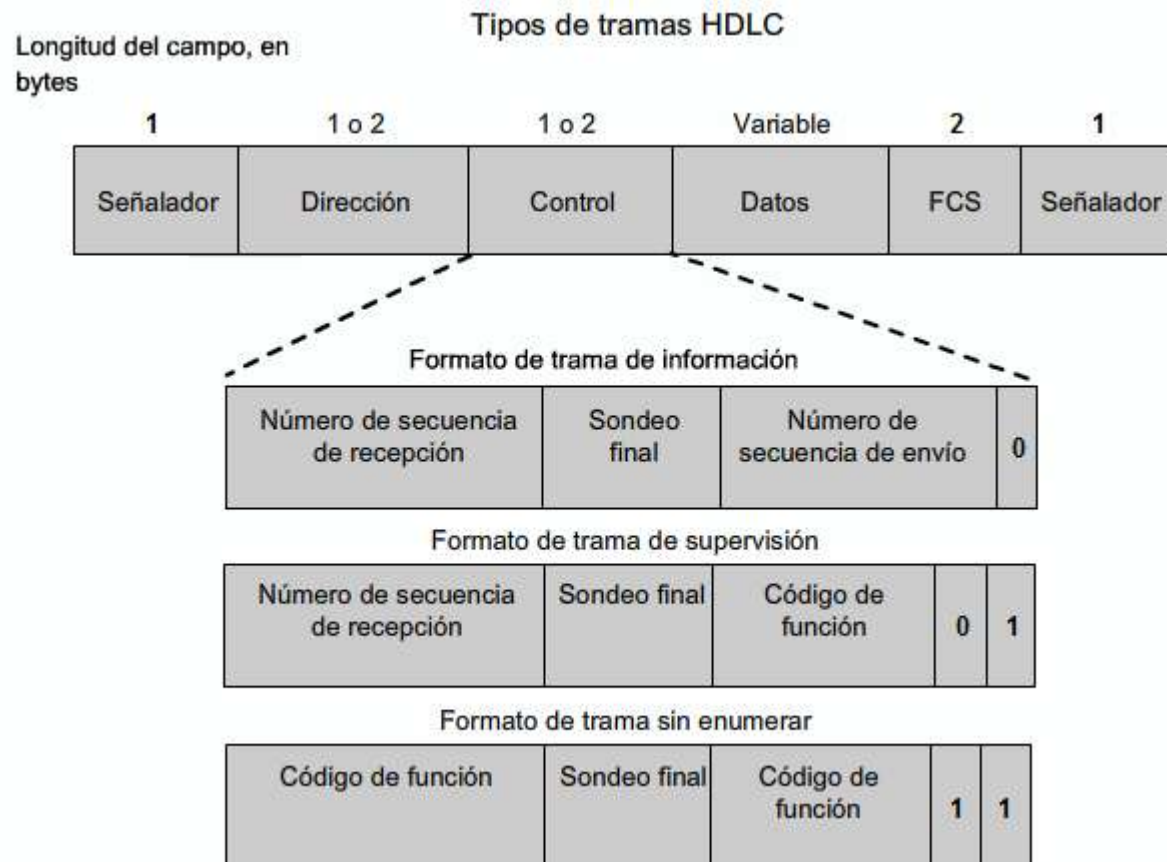 Tipos de tramas HDLC
Longitud del campo, en
bytes
1 1 o 2 1 o 2 Variable 2 1
Señalador Dirección Control Datos FCS Señalador
Formato de trama de información
Número de secuencia
de recepción
Sondeo
final
Número de
secuencia de envío
0
Formato de trama de supervisión
Número de secuencia
de recepción
Sondeo final
Código de
función
0
1
Formato de trama sin enumerar
Código de función
Sondeo final
Código de
función
1
1